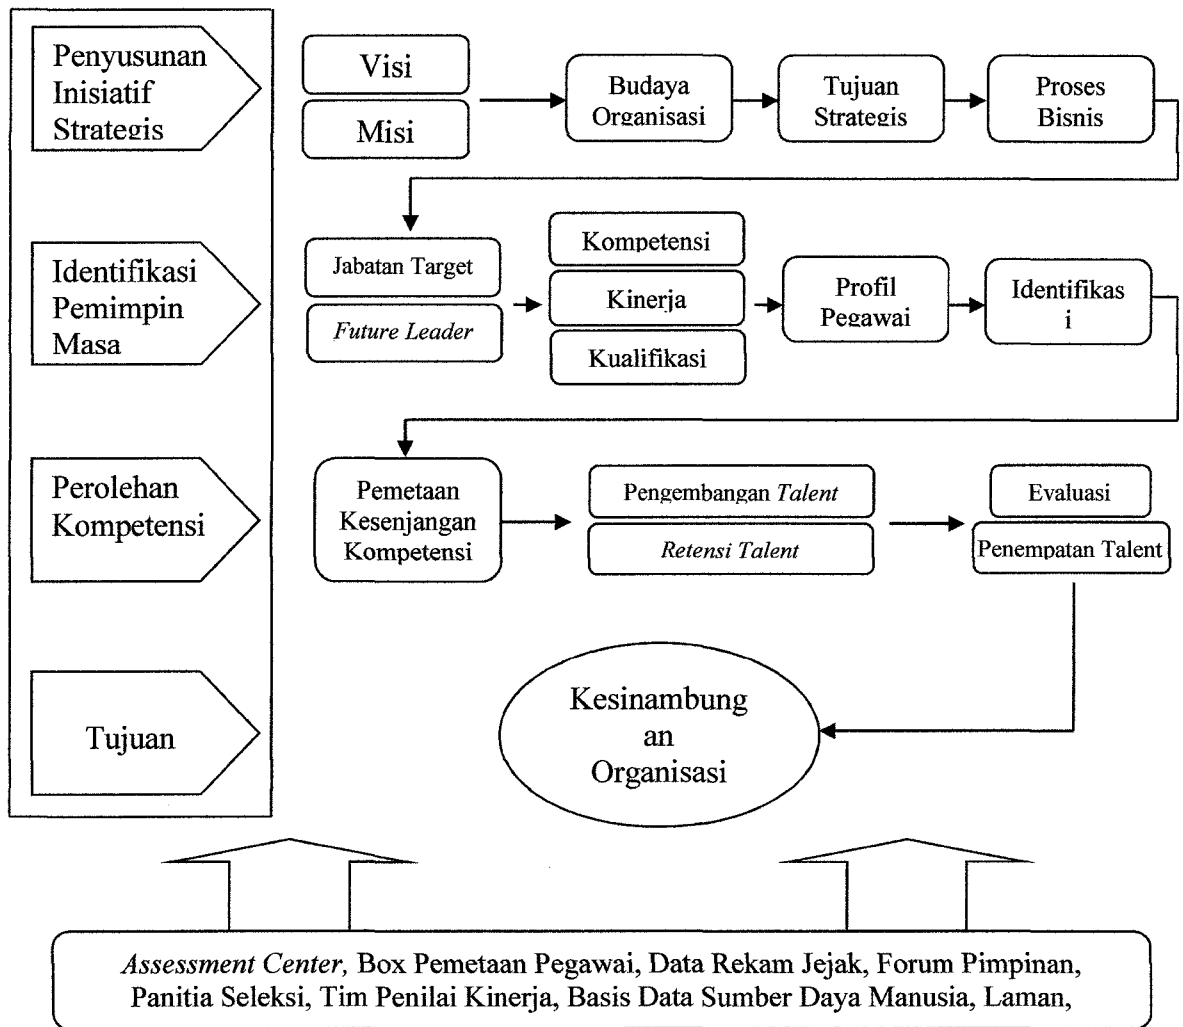 Penyusunan
Inisiatif
Strategis
Visi
Misi
Budaya
Organisasi
Tujuan
Strategis
Proses
Bisnis
Identifikasi
Pemimpin
Masa
Jabatan Target
Future Leader
Kompetensi
Kinerja
Kualifikasi
Profil
Pegawai
Identifikas
i
Perolehan
Kompetensi
Pemetaan
Kesenjangan
Kompetensi
Pengembangan Talent
Retensi Talent
Evaluasi
Penempatan Talent
Tujuan
Kesinambung
an
Organisasi
Assessment Center, Box Pemetaan Pegawai, Data Rekam Jejak, Forum Pimpinan,
Panitia Seleksi, Tim Penilai Kinerja, Basis Data Sumber Daya Manusia, Laman,